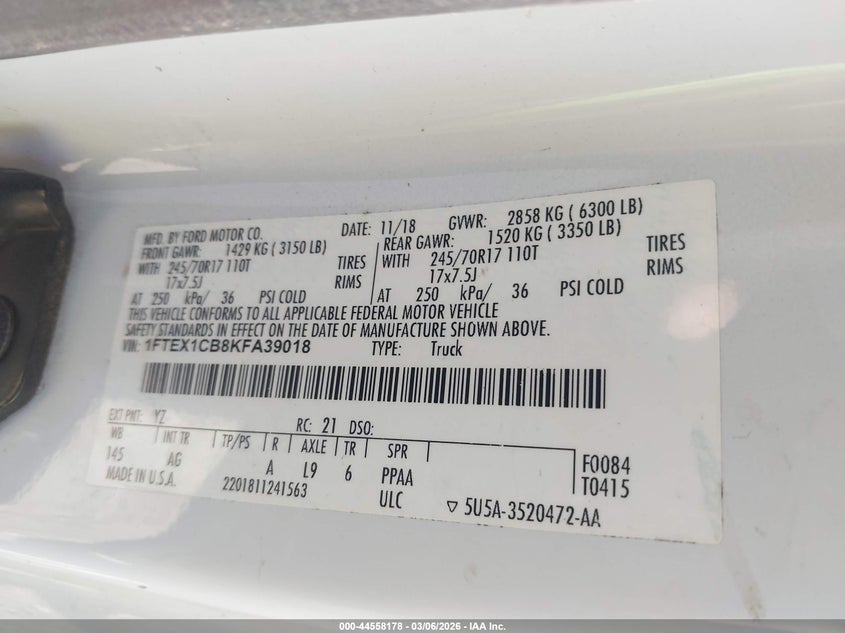 MFD. BY FORD MOTOR CO. DATE: 11/18 GVWR: 2858 KG ( 6300 LB)
FRONT GAWR: 1429 KG ( 3150 LB) REAR GAWR: 1520 KG ( 3350 LB)
WITH 245/70R17 110T TIRES WITH 245/70R17 110T TIRES
17x7.5J RIMS 17x7.5J RIMS
AT 250 kPa/ 36 PSI COLD AT 250 kPa/ 36 PSI COLD
THIS VEHICLE CONFORMS TO ALL APPLICABLE FEDERAL MOTOR VEHICLE
SAFETY STANDARDS IN EFFECT ON THE DATE OF MANUFACTURE SHOWN ABOVE.
VIN: 1FTEX1CB8KFA39018 TYPE: Truck
EXT PNT: YZ RC: 21 DSO:
WB INT TR TP/PS R AXLE TR SPR
145 AG A L9 6 PPAA F0084
MADE IN U.S.A. 2201811241563 ULC T0415
▽ 5U5A-3520472-AA
000-44558178 - 03/06/2026 - IAA Inc.